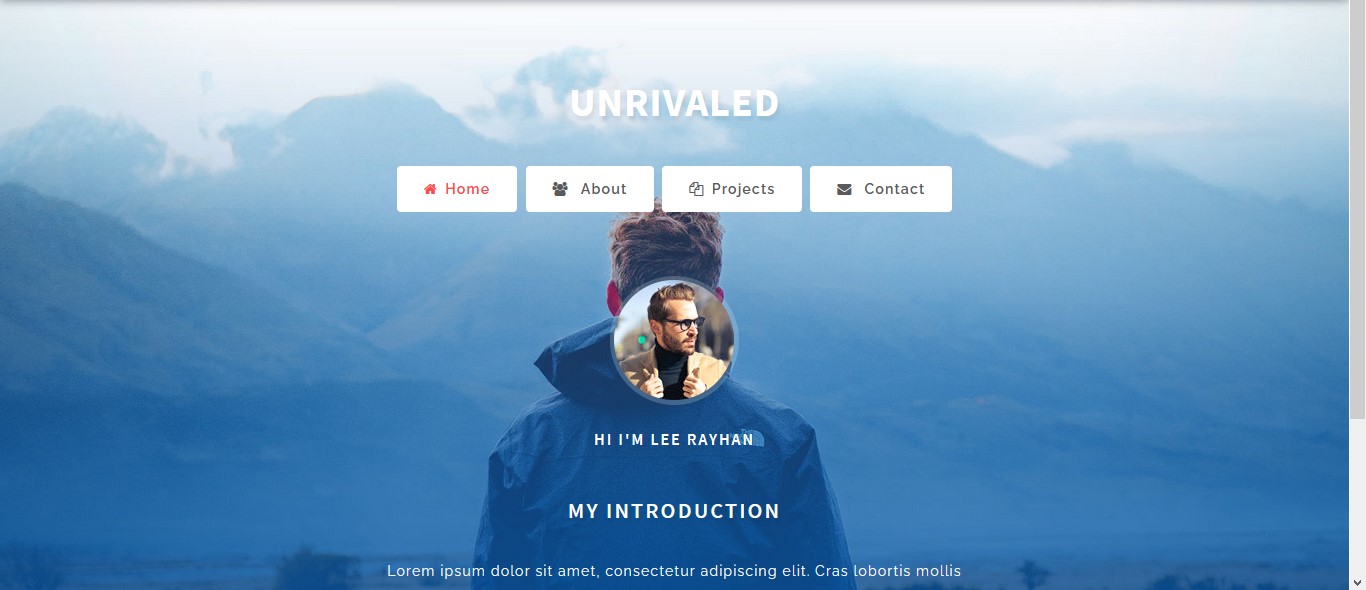 UNRIVALED
Home About Projects Contact
HI I'M LEE RAYHAN
MY INTRODUCTION
Lorem ipsum dolor sit amet, consectetur adipiscing elit. Cras lobortis mollis